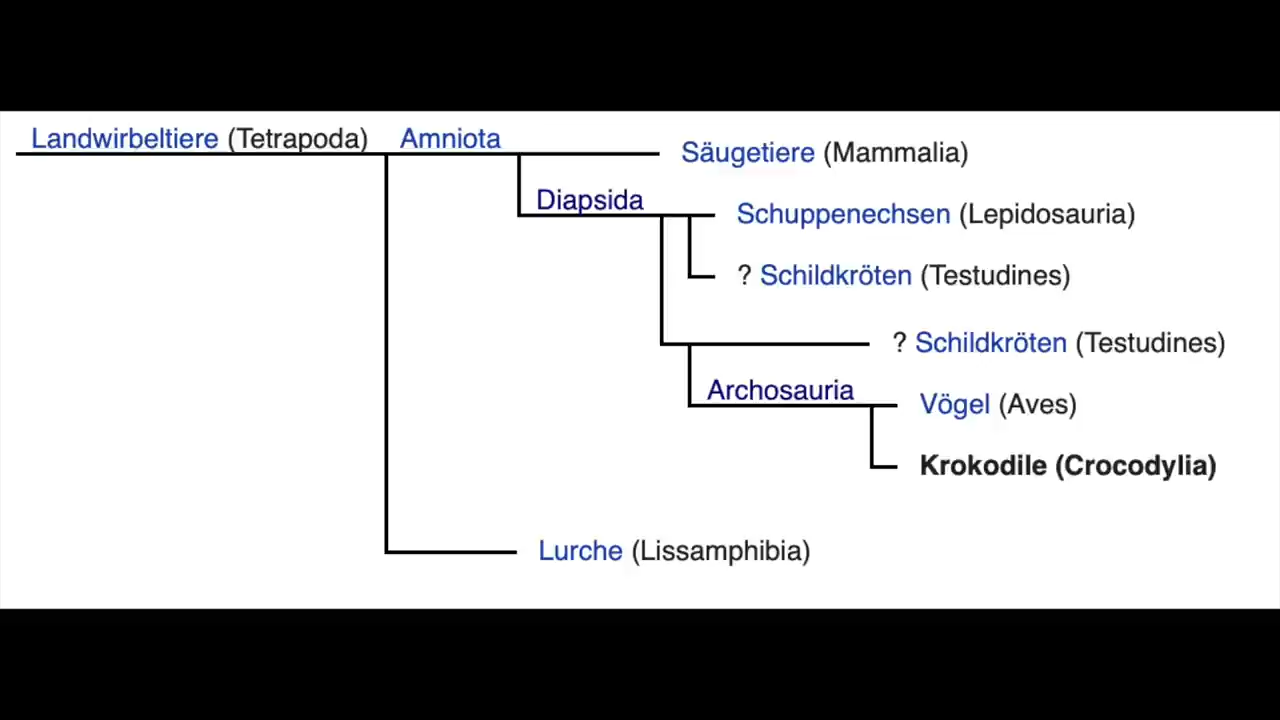 Landwirbeltiere (Tetrapoda) Amniota
Säugetiere (Mammalia)
Diapsida
Schuppenechsen (Lepidosauria)
? Schildkröten (Testudines)
? Schildkröten (Testudines)
Archosauria
Vögel (Aves)
Krokodile (Crocodylia)
Lurche (Lissamphibia)